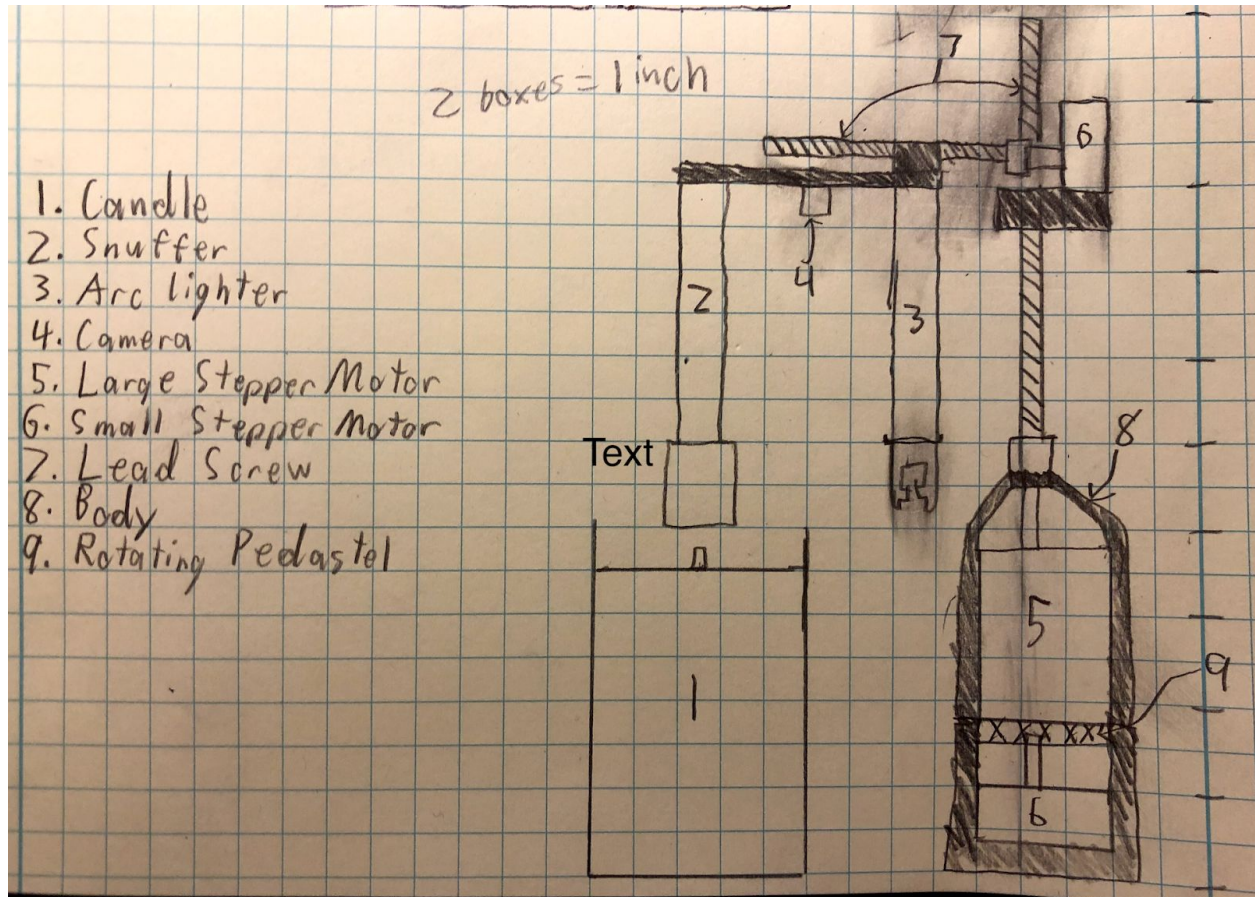 2 boxes = 1 inch
1. Candle
2. Snuffer
3. Arc lighter
4. Camera
5. Large Stepper Motor
6. Small Stepper Motor
7. Lead Screw
8. Body
9. Rotating Pedastel
7
6
2
4
3
Text
8
5
1
9
6